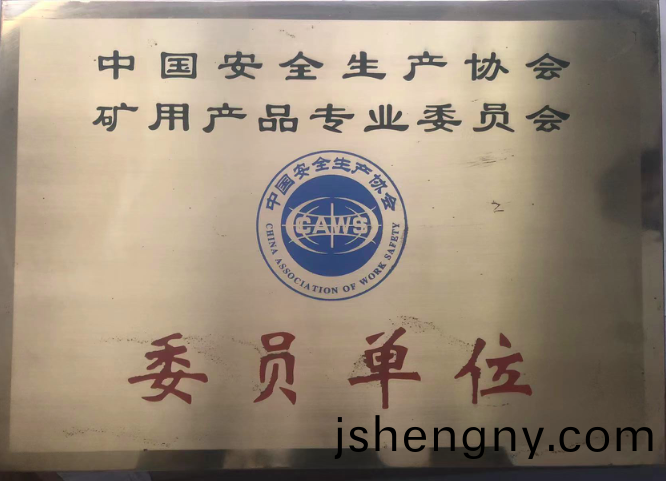 中国安全生产协会
矿用产品专业委员会
中国安全生产协会
CAWS
CHINA ASSOCIATION OF WORK SAFETY
委员单位
jshengny.com